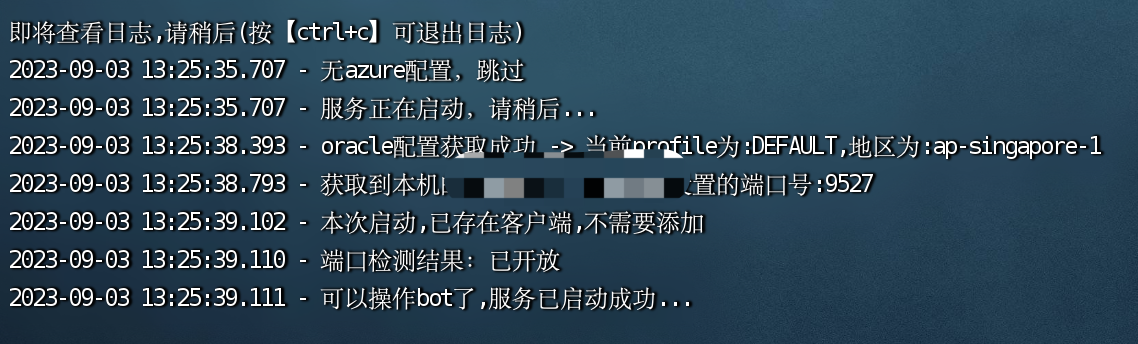 即将查看日志,请稍后(按【ctrl+c】可退出日志)
2023-09-03 13:25:35.707 - 无azure配置，跳过
2023-09-03 13:25:35.707 - 服务正在启动，请稍后...
2023-09-03 13:25:38.393 - oracle配置获取成功 -> 当前profile为:DEFAULT,地区为:ap-singapore-1
2023-09-03 13:25:38.793 - 获取到本机 置的端口号:9527
2023-09-03 13:25:39.102 - 本次启动,已存在客户端,不需要添加
2023-09-03 13:25:39.110 - 端口检测结果：已开放
2023-09-03 13:25:39.111 - 可以操作bot了,服务已启动成功...